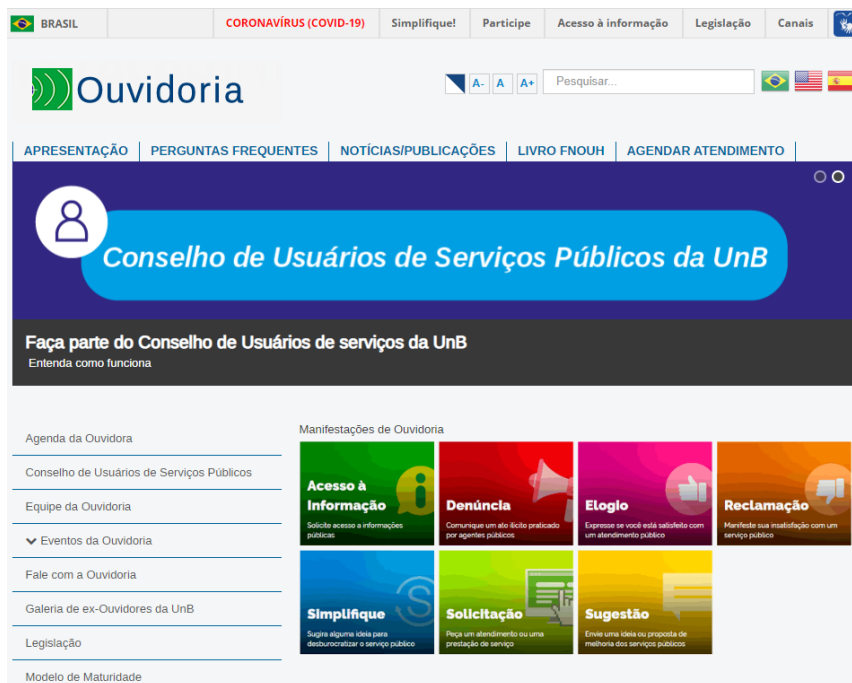 BRASIL CORONAVÍRUS (COVID-19) Simplifique! Participe Acesso à informação Legislação Canais
Ouvidoria
A- A A+ Pesquisar...
APRESENTAÇÃO PERGUNTAS FREQUENTES NOTÍCIAS/PUBLICAÇÕES LIVRO FNOUH AGENDAR ATENDIMENTO
Conselho de Usuários de Serviços Públicos da UnB
Faça parte do Conselho de Usuários de serviços da UnB
Entenda como funciona
Agenda da Ouvidora
Conselho de Usuários de Serviços Públicos
Equipe da Ouvidoria
Eventos da Ouvidoria
Fale com a Ouvidoria
Galeria de ex-Ouvidores da UnB
Legislação
Modelo de Maturidade
Manifestações de Ouvidoria
Acesso à
Informação
Solicite acesso a informações
públicas
Denúncia
Comunique um ato ilícito praticado
por agentes públicos
Elogio
Expresse se você está satisfeito com
um atendimento público
Reclamação
Manifeste sua insatisfação com um
serviço público
Simplifique
Sugira alguma ideia para
desburocratizar o serviço público
Solicitação
Peça um atendimento ou uma
prestação de serviço
Sugestão
Envie uma ideia ou proposta de
melhoria dos serviços públicos